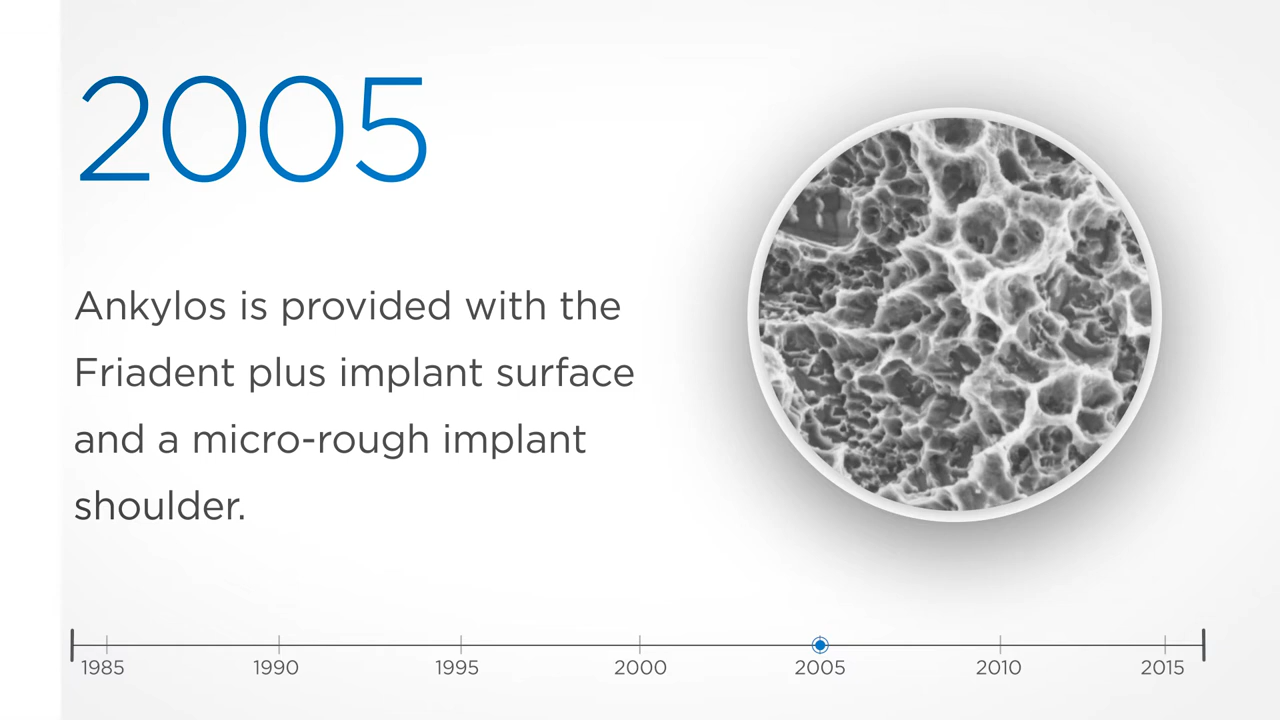 2005
Ankylos is provided with the
Friadent plus implant surface
and a micro-rough implant
shoulder.
1985 1990 1995 2000 2005 2010 2015